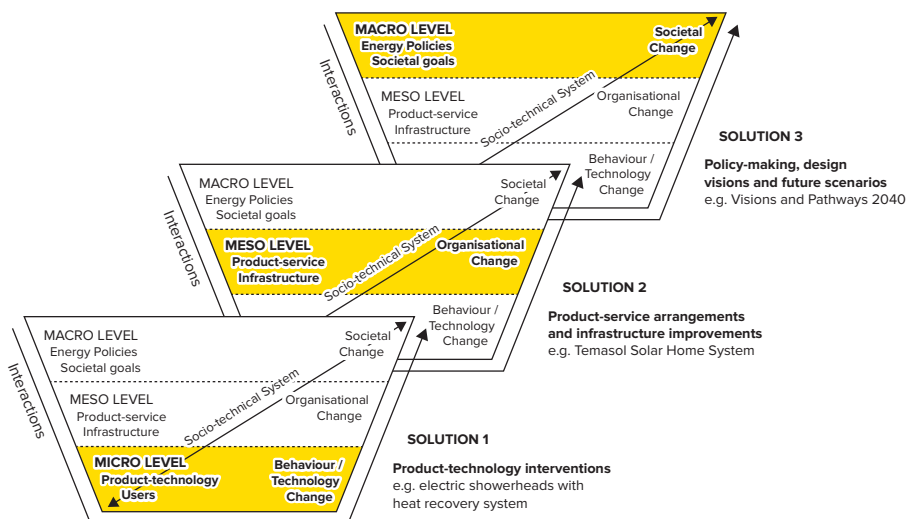 MACRO LEVEL
Energy Policies
Societal goals
Societal
Change
Interactions
MESO LEVEL
Product-service
Infrastructure
Socio-technical System
Organisational
Change
Behaviour /
Technology
Change
SOLUTION 3
Policy-making, design
visions and future scenarios
e.g. Visions and Pathways 2040
MACRO LEVEL
Energy Policies
Societal goals
Societal
Change
Interactions
MESO LEVEL
Product-service
Infrastructure
Socio-technical System
Organisational
Change
Behaviour /
Technology
Change
SOLUTION 2
Product-service arrangements
and infrastructure improvements
e.g. Temasol Solar Home System
MACRO LEVEL
Energy Policies
Societal goals
Societal
Change
Interactions
MESO LEVEL
Product-service
Infrastructure
Socio-technical System
Organisational
Change
MICRO LEVEL
Product-technology
Users
Behaviour /
Technology
Change
SOLUTION 1
Product-technology interventions
e.g. electric showerheads with
heat recovery system